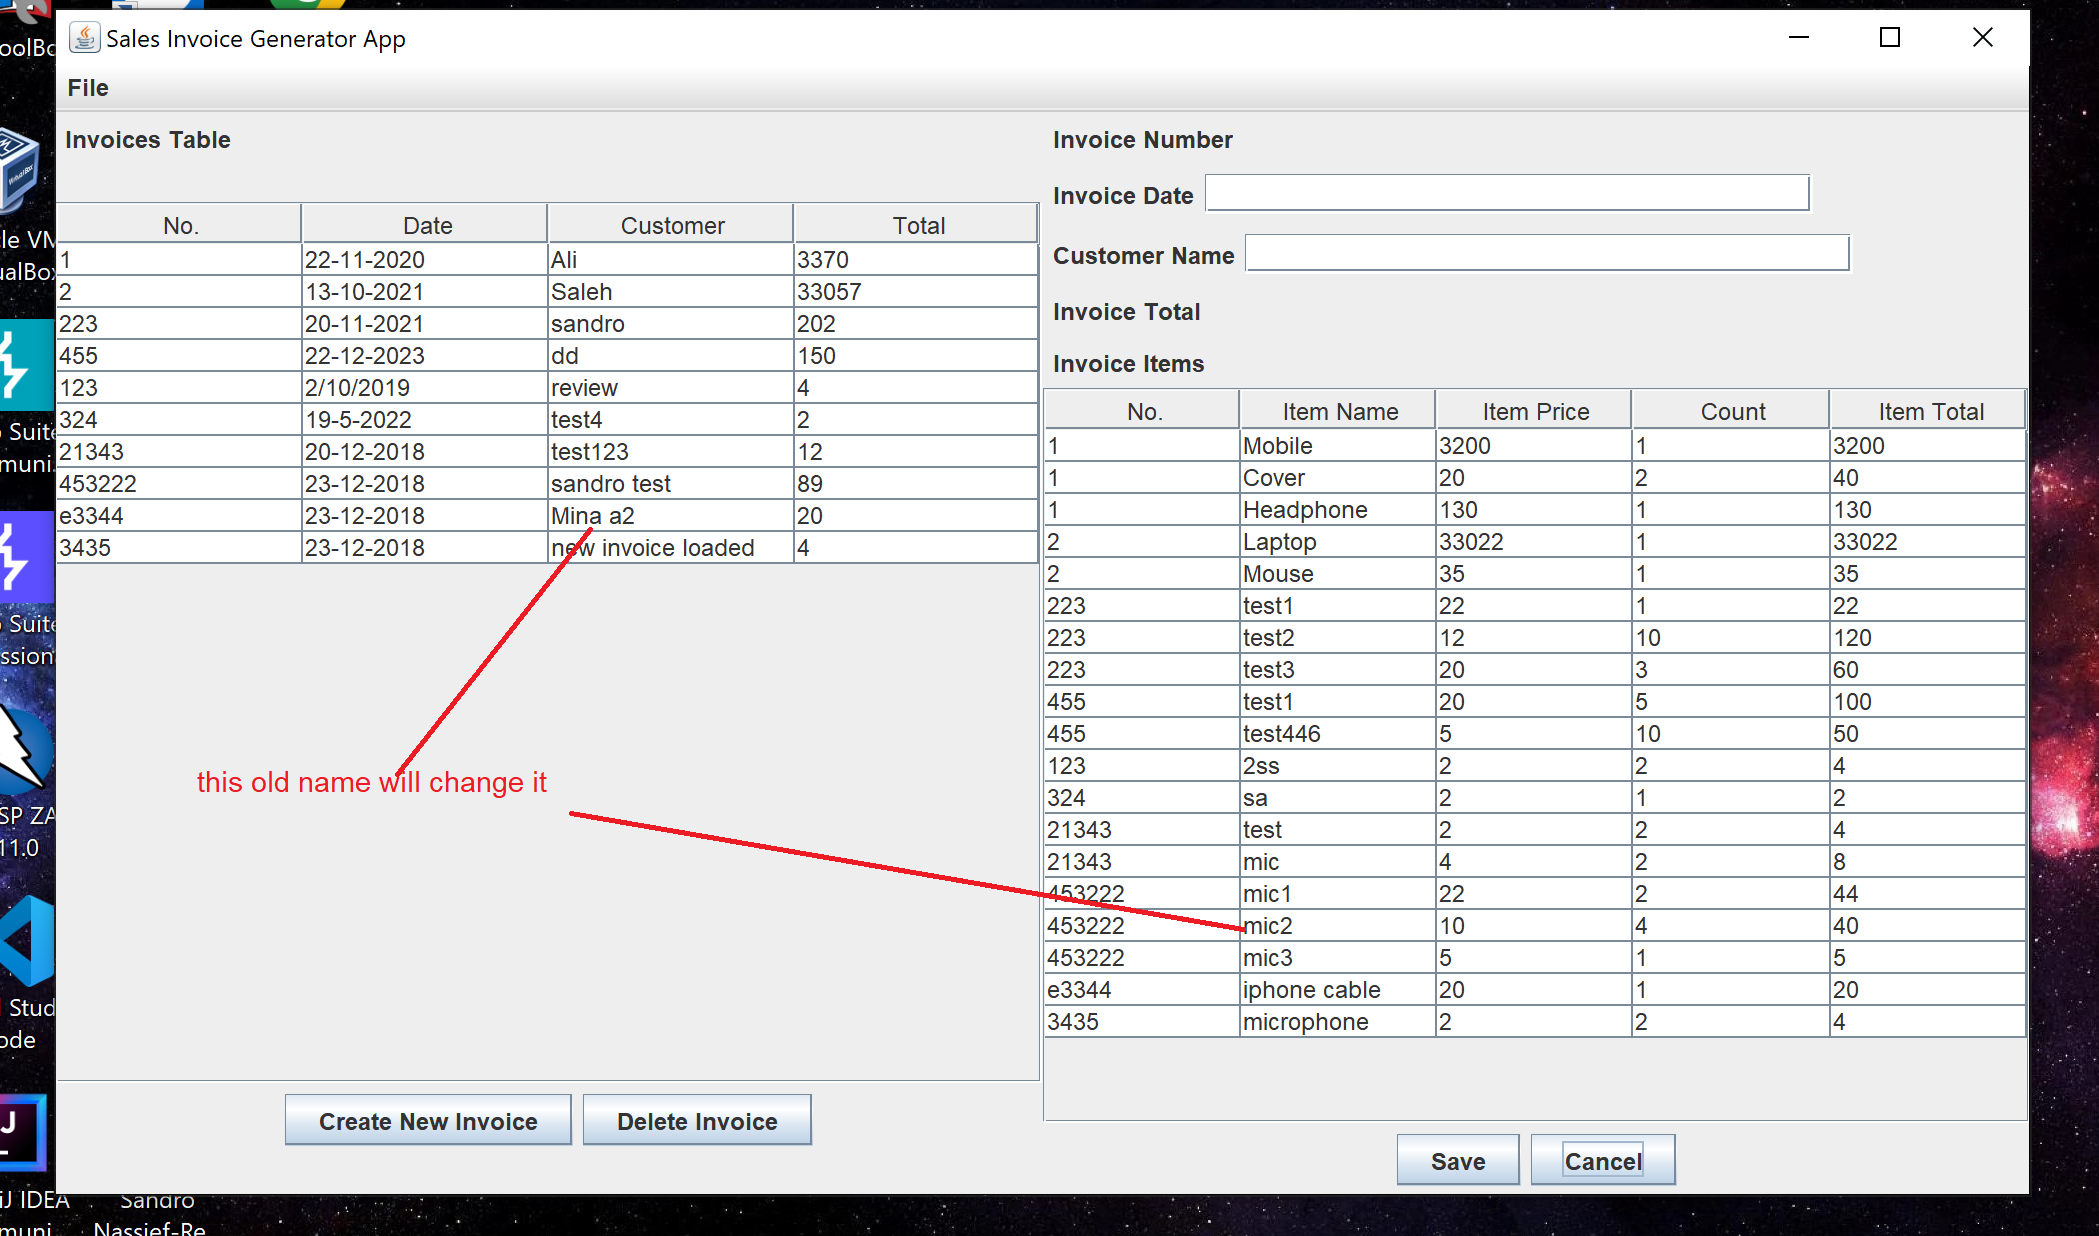 Sales Invoice Generator App
File
Invoices Table
No. Date Customer Total
1 22-11-2020 Ali 3370
2 13-10-2021 Saleh 33057
223 20-11-2021 sandro 202
455 22-12-2023 dd 150
123 2/10/2019 review 4
324 19-5-2022 test4 2
21343 20-12-2018 test123 12
453222 23-12-2018 sandro test 89
e3344 23-12-2018 Mina a2 20
3435 23-12-2018 new invoice loaded 4
this old name will change it
Create New Invoice
Delete Invoice
Invoice Number
Invoice Date
Customer Name
Invoice Total
Invoice Items
No. Item Name Item Price Count Item Total
1 Mobile 3200 1 3200
1 Cover 20 2 40
1 Headphone 130 1 130
2 Laptop 33022 1 33022
2 Mouse 35 1 35
223 test1 22 1 22
223 test2 12 10 120
223 test3 20 3 60
455 test1 20 5 100
455 test446 5 10 50
123 2ss 2 2 4
324 sa 2 1 2
21343 test 2 2 4
21343 mic 4 2 8
453222 mic1 22 2 44
453222 mic2 10 4 40
453222 mic3 5 1 5
e3344 iphone cable 20 1 20
3435 microphone 2 2 4
Save
Cancel
oolBo
le VM
ualBox
Suite
muni.
Suite
ssion
SP ZA
11.0
Stud
ode
IJ IDEA
muni
Sandro
Nassief-Re